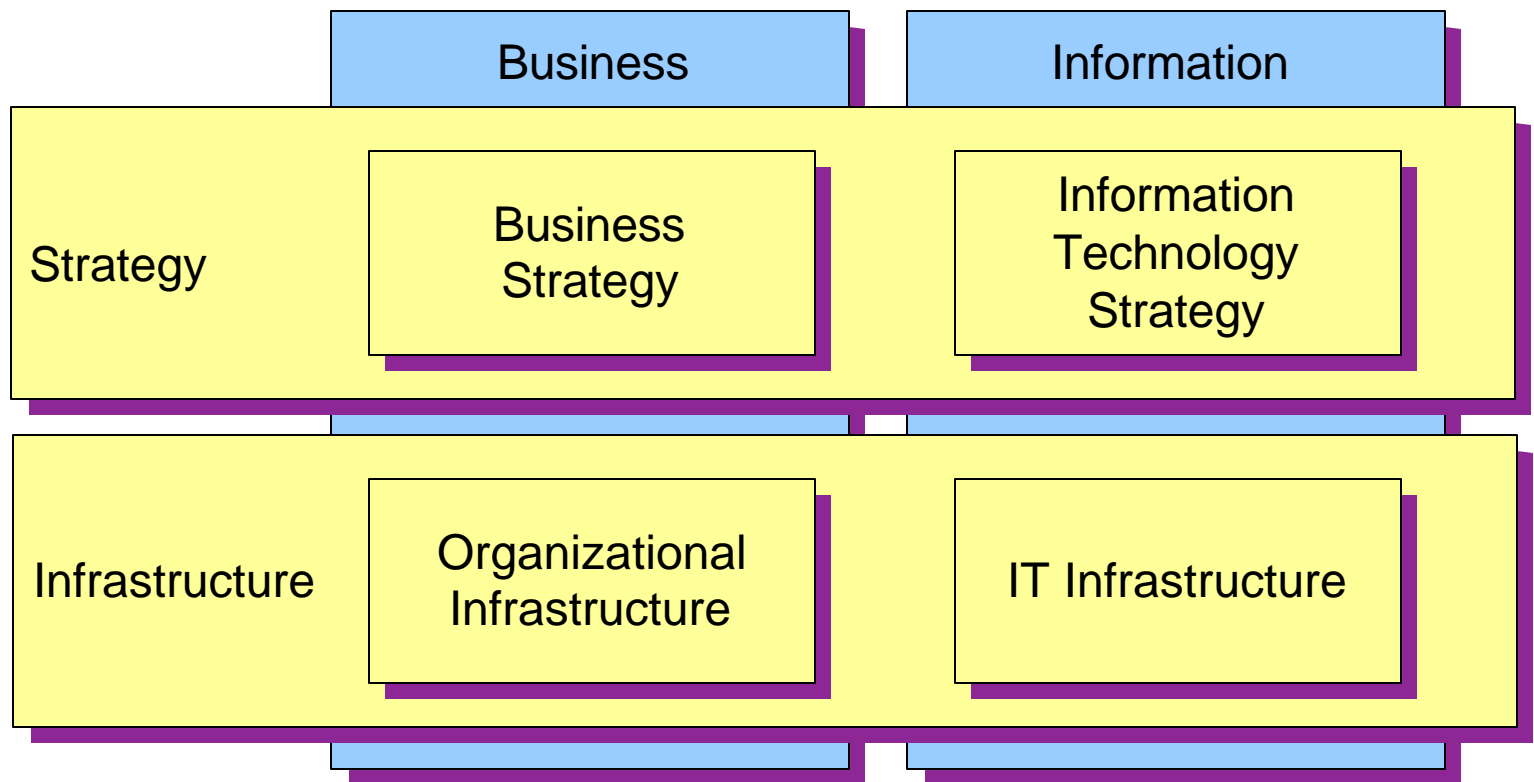 Business
Information
Strategy
Business
Strategy
Information
Technology
Strategy
Infrastructure
Organizational
Infrastructure
IT Infrastructure